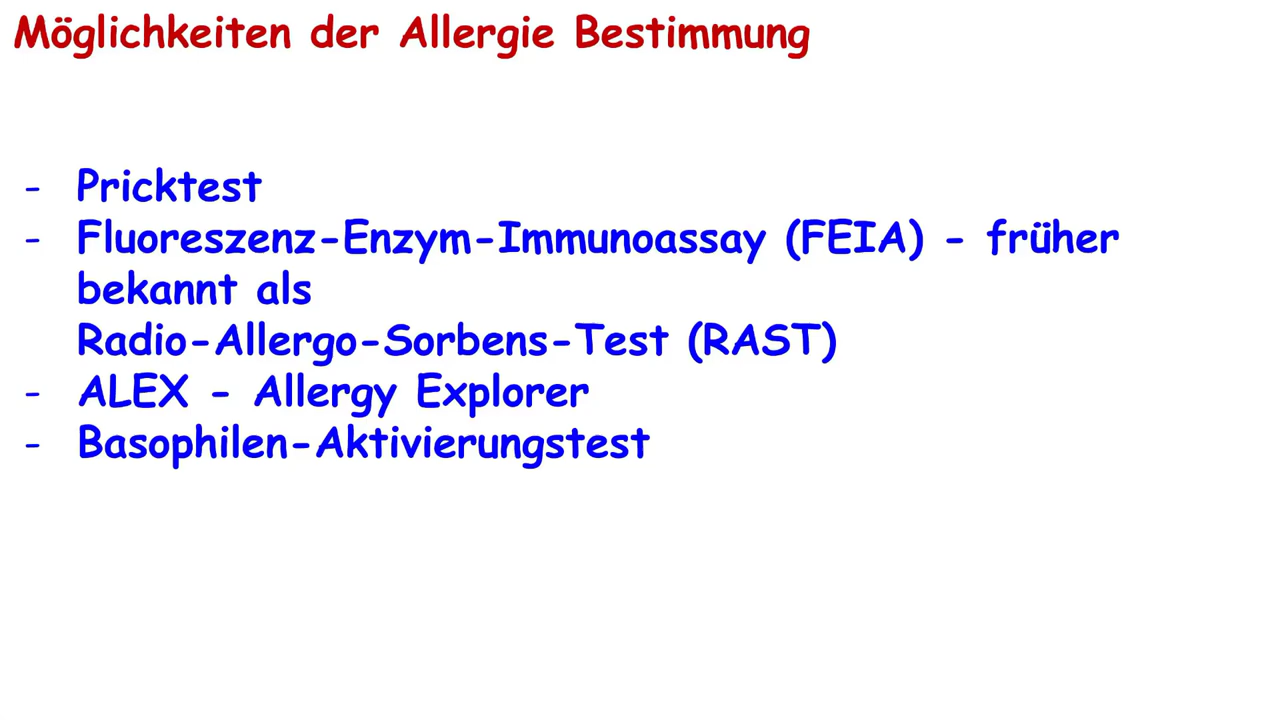 Möglichkeiten der Allergie Bestimmung
- Pricktest
- Fluoreszenz-Enzym-Immunoassay (FEIA) - früher
bekannt als
Radio-Allergo-Sorbens-Test (RAST)
- ALEX - Allergy Explorer
- Basophilen-Aktivierungstest